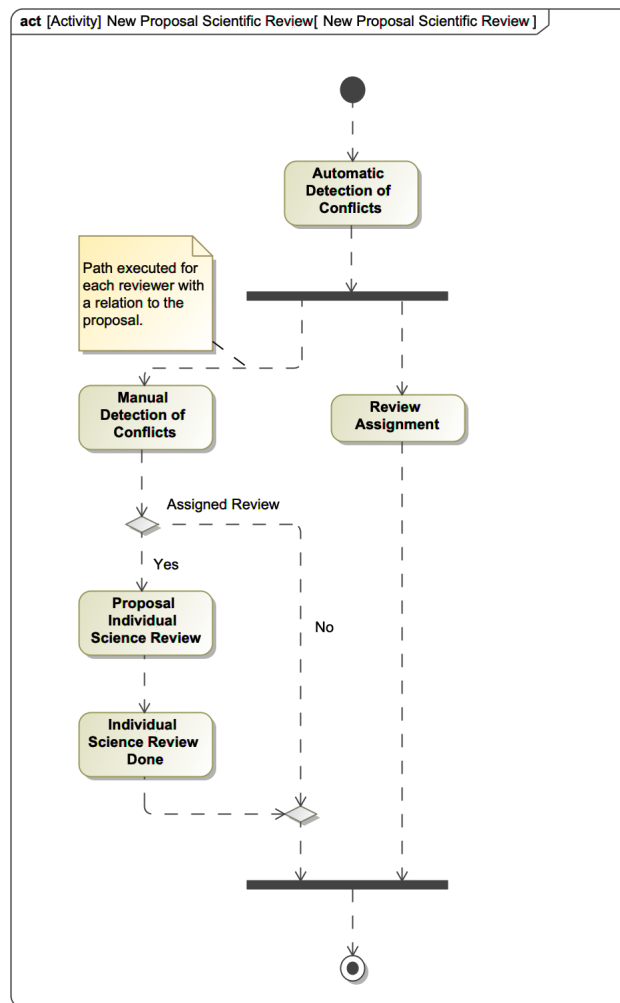 act [Activity] New Proposal Scientific Review[ New Proposal Scientific Review ]
Automatic
Detection of
Conflicts
Path executed for
each reviewer with
a relation to the
proposal.
Manual
Detection of
Conflicts
Review
Assignment
Assigned Review
Yes
Proposal
Individual
Science Review
No
Individual
Science Review
Done